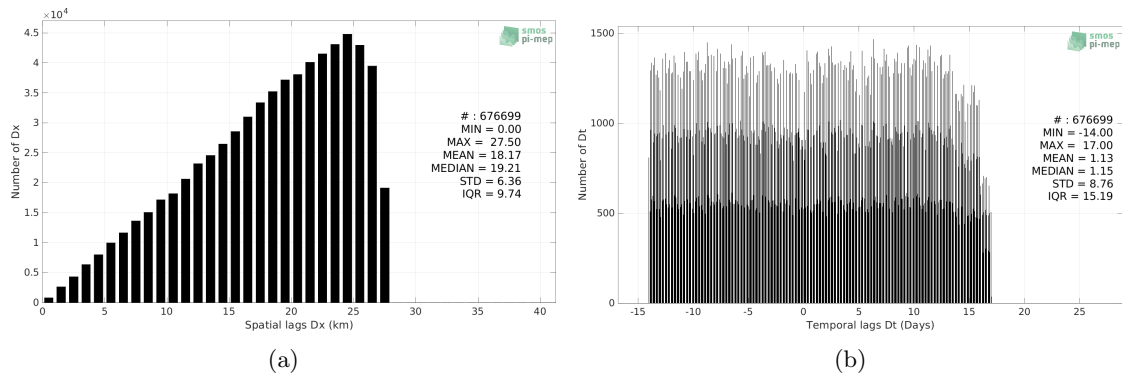 ×10⁴
4.5
4
3.5
3
2.5
2
1.5
1
0.5
0
Number of Dx
smos
pi-mep
# : 676699
MIN = 0.00
MAX = 27.50
MEAN = 18.17
MEDIAN = 19.21
STD = 6.36
IQR = 9.74
0 5 10 15 20 25 30 35 40
Spatial lags Dx (km)
(a)
1500
1000
500
0
Number of Dt
smos
pi-mep
# : 676699
MIN = -14.00
MAX = 17.00
MEAN = 1.13
MEDIAN = 1.15
STD = 8.76
IQR = 15.19
-15 -10 -5 0 5 10 15 20 25
Temporal lags Dt (Days)
(b)